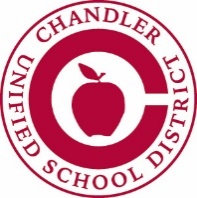 CHANDLER
UNIFIED SCHOOL DISTRICT